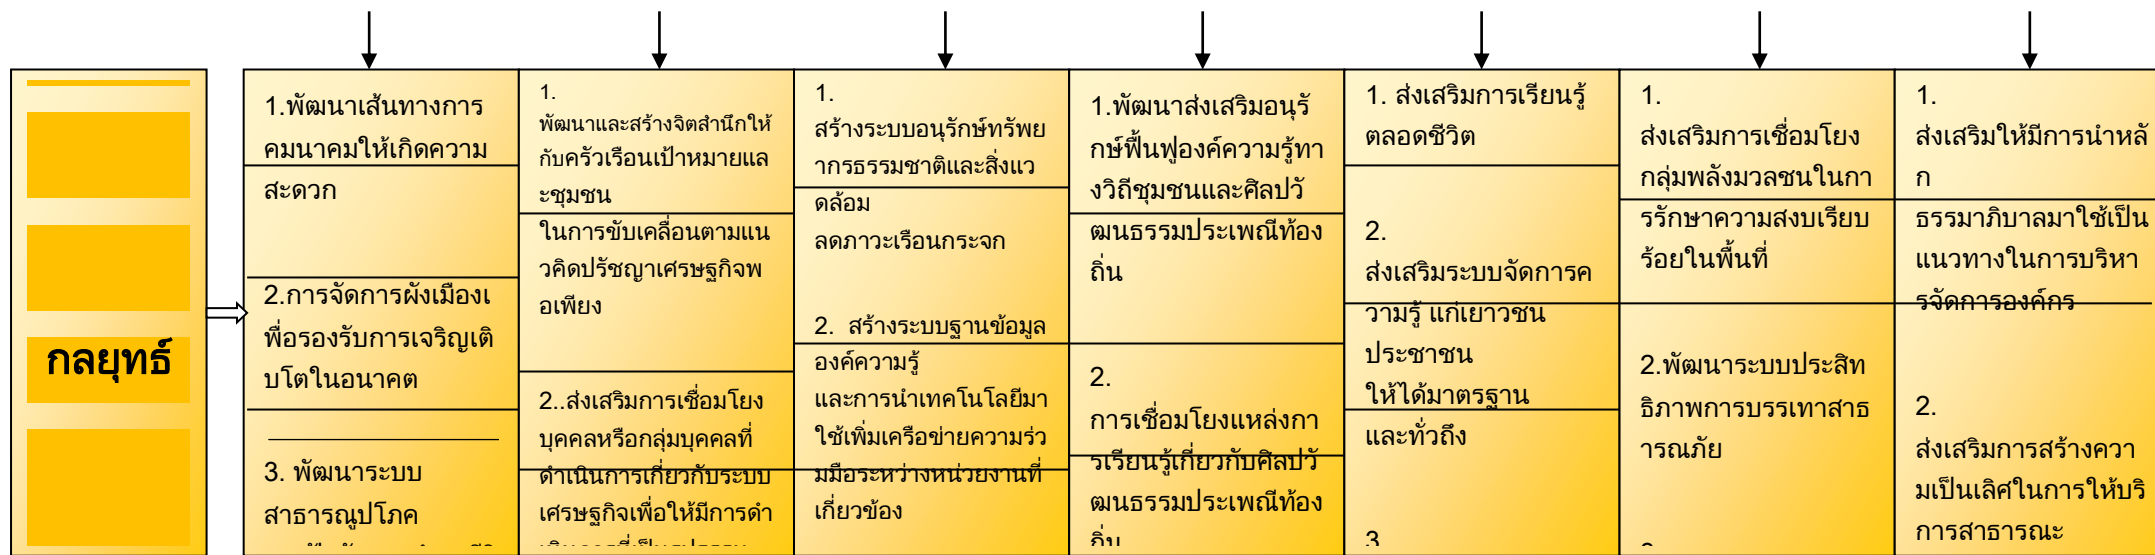 กลยุทธ์
1.พัฒนาเส้นทางการ
คมนาคมให้เกิดความ
สะดวก
2.การจัดการผังเมืองเ
พื่อรองรับการเจริญเติ
บโตในอนาคต
3. พัฒนาระบบ
สาธารณูปโภค
1.
พัฒนาและสร้างจิตสำนึกให้
กับครัวเรือนเป้าหมายแล
ะชุมชน
ในการขับเคลื่อนตามแน
วคิดปรัชญาเศรษฐกิจพ
อเพียง
2..ส่งเสริมการเชื่อมโยง
บุคคลหรือกลุ่มบุคคลที่
ดำเนินการเกี่ยวกับระบบ
เศรษฐกิจเพื่อให้มีการดำ
1.
สร้างระบบอนุรักษ์ทรัพย
ากรธรรมชาติและสิ่งแว
ดล้อม
ลดภาวะเรือนกระจก
2. สร้างระบบฐานข้อมูล
องค์ความรู้
และการนำเทคโนโลยีมา
ใช้เพิ่มเครือข่ายความร่ว
มมือระหว่างหน่วยงานที่
เกี่ยวข้อง
1.พัฒนาส่งเสริมอนุรั
กษ์ฟื้นฟูองค์ความรู้ทา
งวิถีชุมชนและศิลปวั
ฒนธรรมประเพณีท้อง
ถิ่น
2.
การเชื่อมโยงแหล่งกา
รเรียนรู้เกี่ยวกับศิลปวั
ฒนธรรมประเพณีท้อง
ถิ่น
1. ส่งเสริมการเรียนรู้
ตลอดชีวิต
2.
ส่งเสริมระบบจัดการค
วามรู้ แก่เยาวชน
ประชาชน
ให้ได้มาตรฐาน
และทั่วถึง
3
1.
ส่งเสริมการเชื่อมโยง
กลุ่มพลังมวลชนในกา
รรักษาความสงบเรียบ
ร้อยในพื้นที่
2.พัฒนาระบบประสิท
ธิภาพการบรรเทาสาธ
ารณภัย
1.
ส่งเสริมให้มีการนำหลั
ก
ธรรมาภิบาลมาใช้เป็น
แนวทางในการบริหา
รจัดการองค์กร
2.
ส่งเสริมการสร้างควา
มเป็นเลิศในการให้บริ
การสาธารณะ